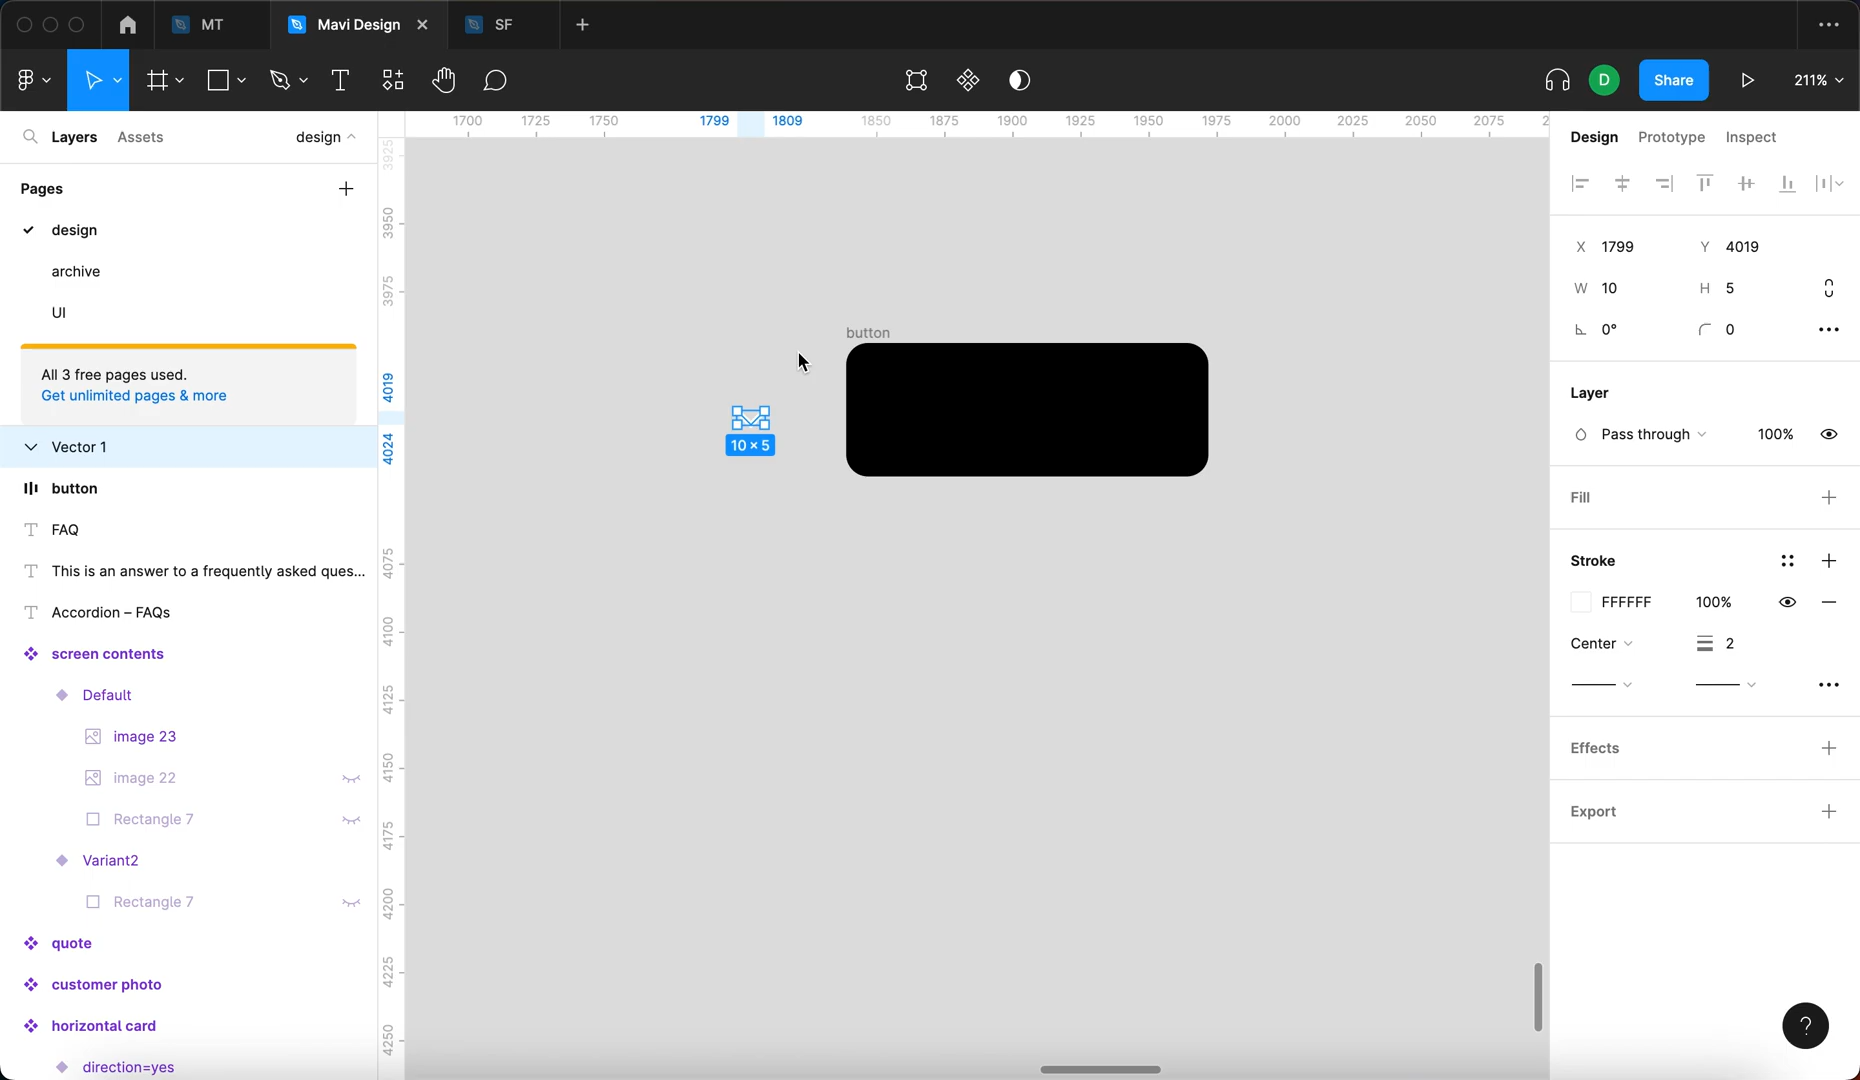 MT
Mavi Design
SF
Share
D
211%
Layers
Assets
design
1700
1725
1750
1799
1809
1850
1875
1900
1925
1950
1975
2000
2025
2050
2075
2
Design
Prototype
Inspect
Pages
design
archive
UI
All 3 free pages used.
Get unlimited pages & more
Vector 1
button
FAQ
This is an answer to a frequently asked ques...
Accordion – FAQs
screen contents
Default
image 23
image 22
Rectangle 7
Variant2
Rectangle 7
quote
customer photo
horizontal card
direction=yes
3925
3950
3975
4019
4024
4075
4100
4125
4150
4175
4200
4225
4250
button
10 × 5
X 1799 Y 4019
W 10 H 5
0° 0
Layer
Pass through 100%
Fill
Stroke
FFFFFF 100%
Center 2
Effects
Export
?